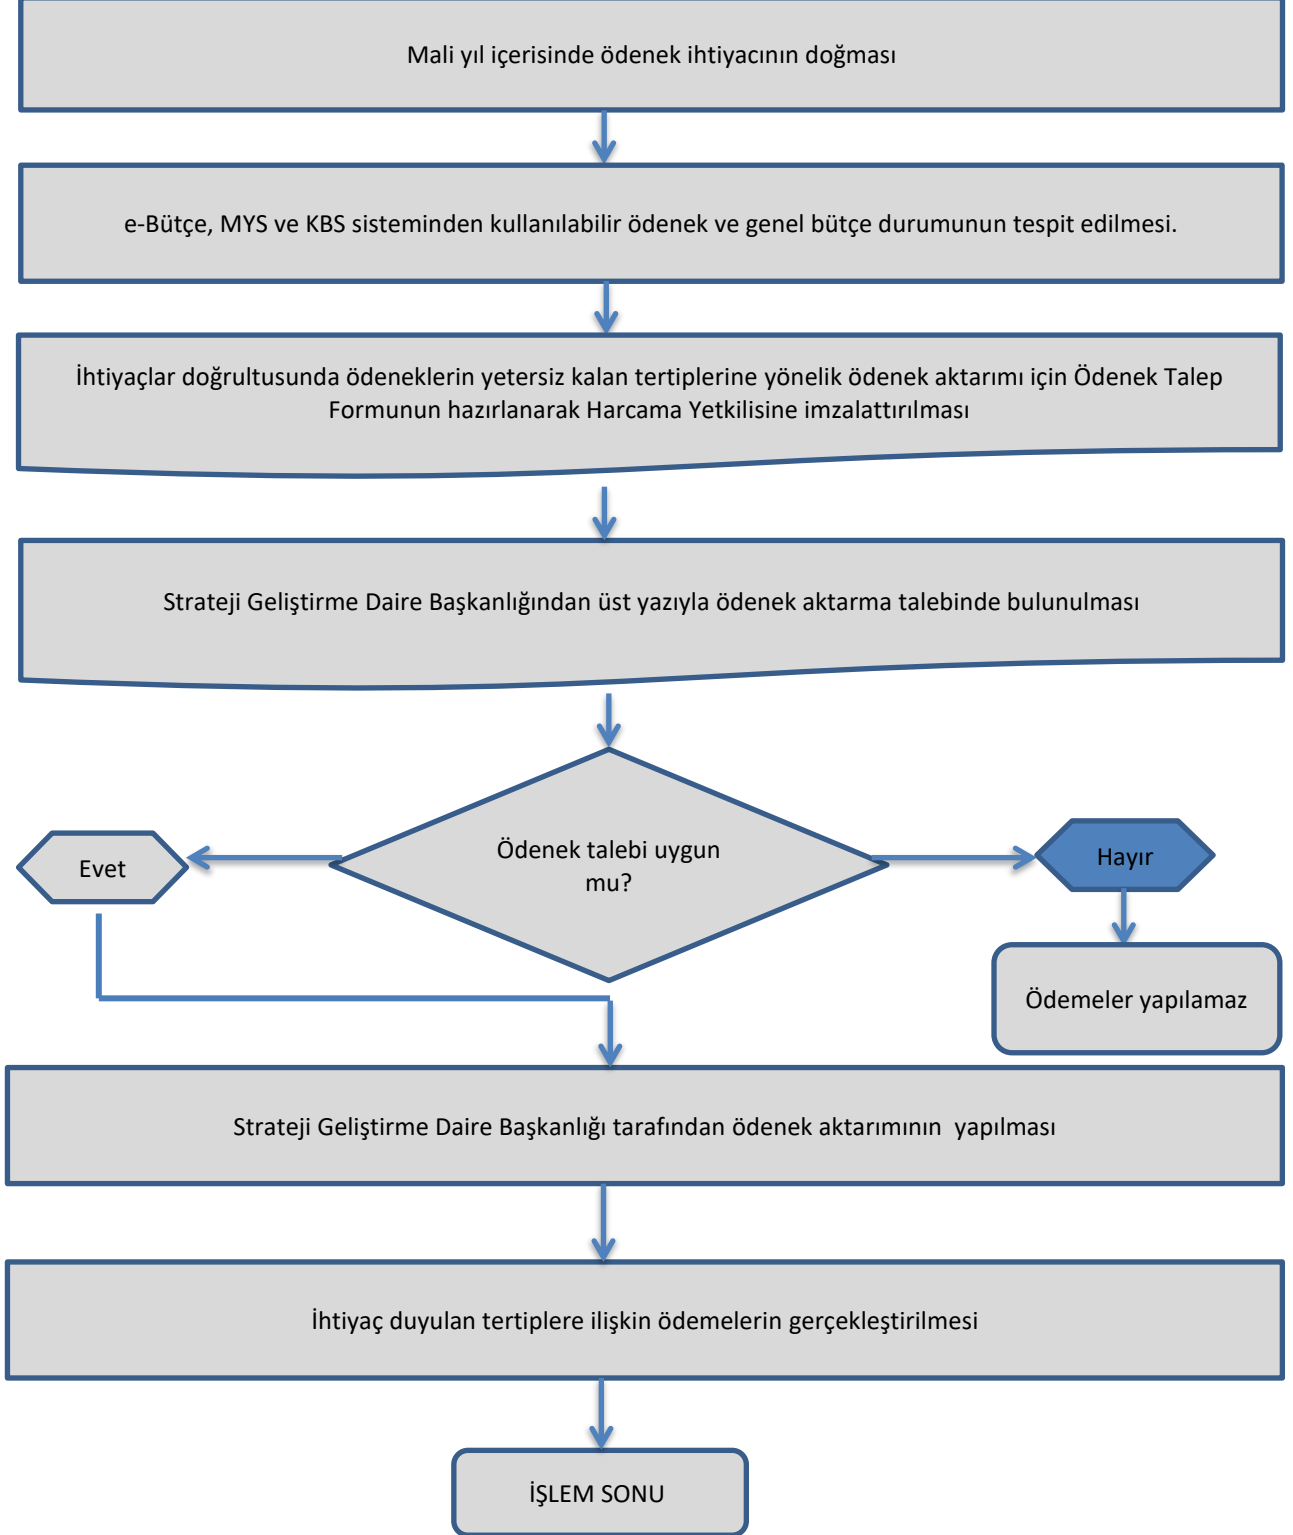 Mali yıl içerisinde ödenek ihtiyacının doğması
e-Bütçe, MYS ve KBS sisteminden kullanılabilir ödenek ve genel bütçe durumunun tespit edilmesi.
İhtiyaçlar doğrultusunda ödeneklerin yetersiz kalan tertiplerine yönelik ödenek aktarımı için Ödenek Talep
Formunun hazırlanarak Harcama Yetkilisine imzalattırılması
Strateji Geliştirme Daire Başkanlığından üst yazıyla ödenek aktarma talebinde bulunulması
Ödenek talebi uygun
mu?
Evet
Hayır
Ödemeler yapılamaz
Strateji Geliştirme Daire Başkanlığı tarafından ödenek aktarımının  yapılması
İhtiyaç duyulan tertiplere ilişkin ödemelerin gerçekleştirilmesi
İŞLEM SONU